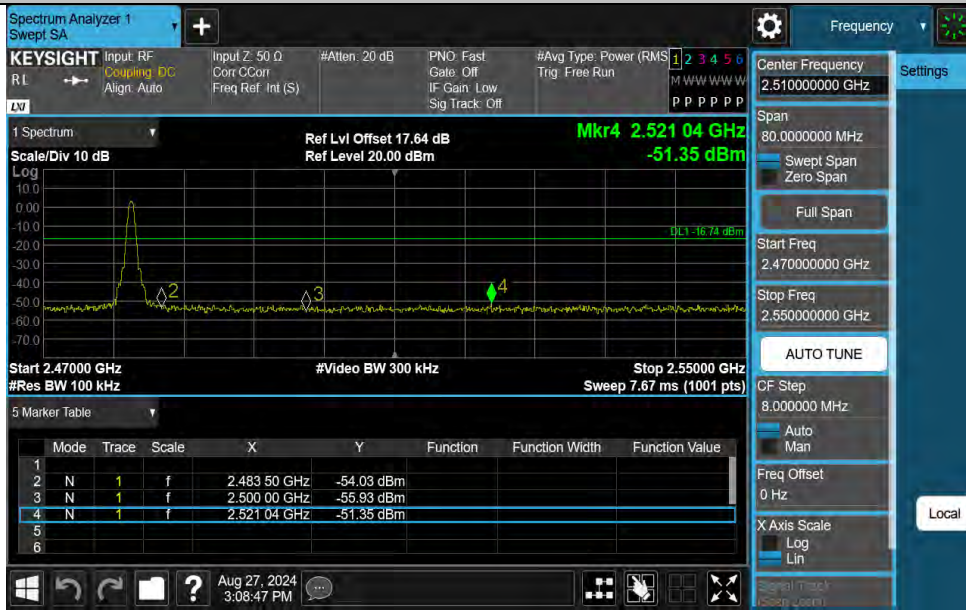 Spectrum Analyzer 1
Swept SA
+
Frequency
KEYSIGHT
RL
LXI
Input: RF
Coupling: DC
Align: Auto
Input Z: 50 Ω
Corr CCorr
Freq Ref: Int (S)
#Atten: 20 dB
PNO: Fast
Gate: Off
IF Gain: Low
Sig Track: Off
#Avg Type: Power (RMS
Trig: Free Run
1 2 3 4 5 6
M W W W W W
P P P P P P
1 Spectrum
Scale/Div 10 dB
Ref Lvl Offset 17.64 dB
Ref Level 20.00 dBm
Mkr4 2.521 04 GHz
-51.35 dBm
Log
10.0
0.00
-10.0
-20.0
-30.0
-40.0
-50.0
-60.0
-70.0
DL1 -16.74 dBm
2
3
4
Start 2.47000 GHz
#Video BW 300 kHz
Stop 2.55000 GHz
#Res BW 100 kHz
Sweep 7.67 ms (1001 pts)
5 Marker Table
Mode Trace Scale X Y Function Function Width Function Value
1
2 N 1 f 2.483 50 GHz -54.03 dBm
3 N 1 f 2.500 00 GHz -55.93 dBm
4 N 1 f 2.521 04 GHz -51.35 dBm
5
6
?
Aug 27, 2024
3:08:47 PM
Center Frequency
2.510000000 GHz
Settings
Span
80.0000000 MHz
Swept Span
Zero Span
Full Span
Start Freq
2.470000000 GHz
Stop Freq
2.550000000 GHz
AUTO TUNE
CF Step
8.000000 MHz
Auto
Man
Freq Offset
0 Hz
Local
X Axis Scale
Log
Lin
Signal Track
(Span Zoom)